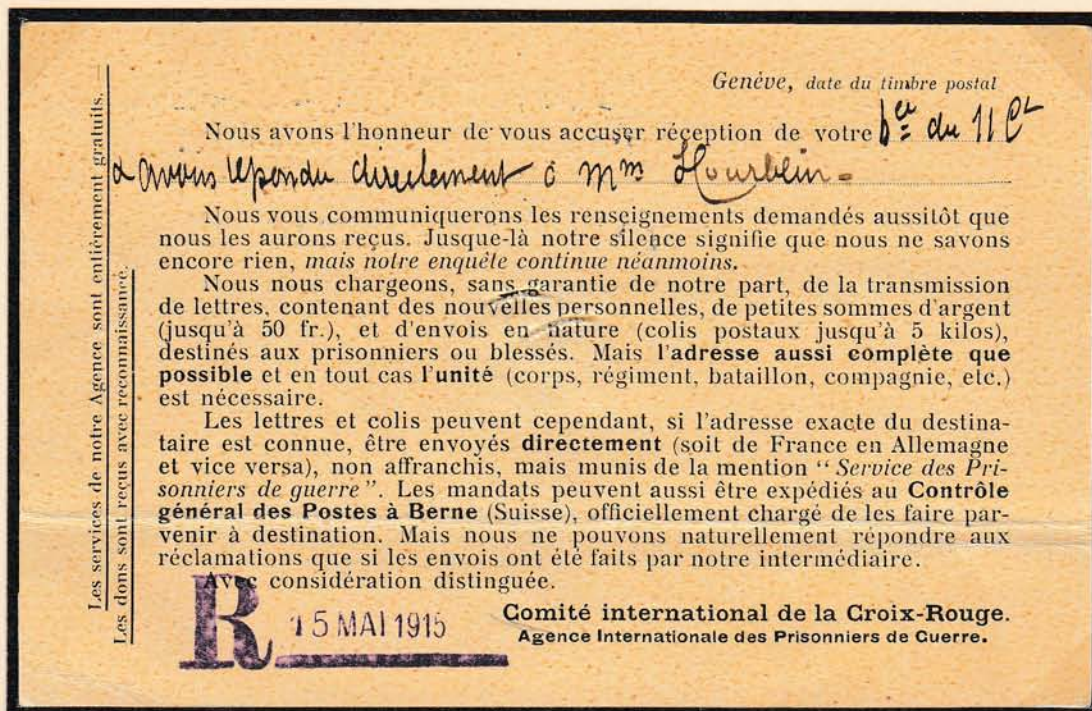 Les services de notre Agence sont entièrement gratuits.
Les dons sont reçus avec reconnaissance.
Genève, date du timbre postal
Nous avons l'honneur de vous accuser réception de votre du 11 Ct
& avons repondu directement à Mme
Nous vous communiquerons les renseignements demandés aussitôt que
nous les aurons reçus. Jusque-là notre silence signifie que nous ne savons
encore rien, mais notre enquête continue néanmoins.
Nous nous chargeons, sans garantie de notre part, de la transmission
de lettres, contenant des nouvelles personnelles, de petites sommes d'argent
(jusqu'à 50 fr.), et d'envois en nature (colis postaux jusqu'à 5 kilos),
destinés aux prisonniers ou blessés. Mais l'adresse aussi complète que
possible et en tout cas l'unité (corps, régiment, bataillon, compagnie, etc.)
est nécessaire.
Les lettres et colis peuvent cependant, si l'adresse exacte du destina-
taire est connue, être envoyés directement (soit de France en Allemagne
et vice versa), non affranchis, mais munis de la mention “ Service des Pri-
sonniers de guerre ”. Les mandats peuvent aussi être expédiés au Contrôle
général des Postes à Berne (Suisse), officiellement chargé de les faire par-
venir à destination. Mais nous ne pouvons naturellement répondre aux
réclamations que si les envois ont été faits par notre intermédiaire.
Avec considération distinguée.
Comité international de la Croix-Rouge.
Agence Internationale des Prisonniers de Guerre.
R 15 MAI 1915